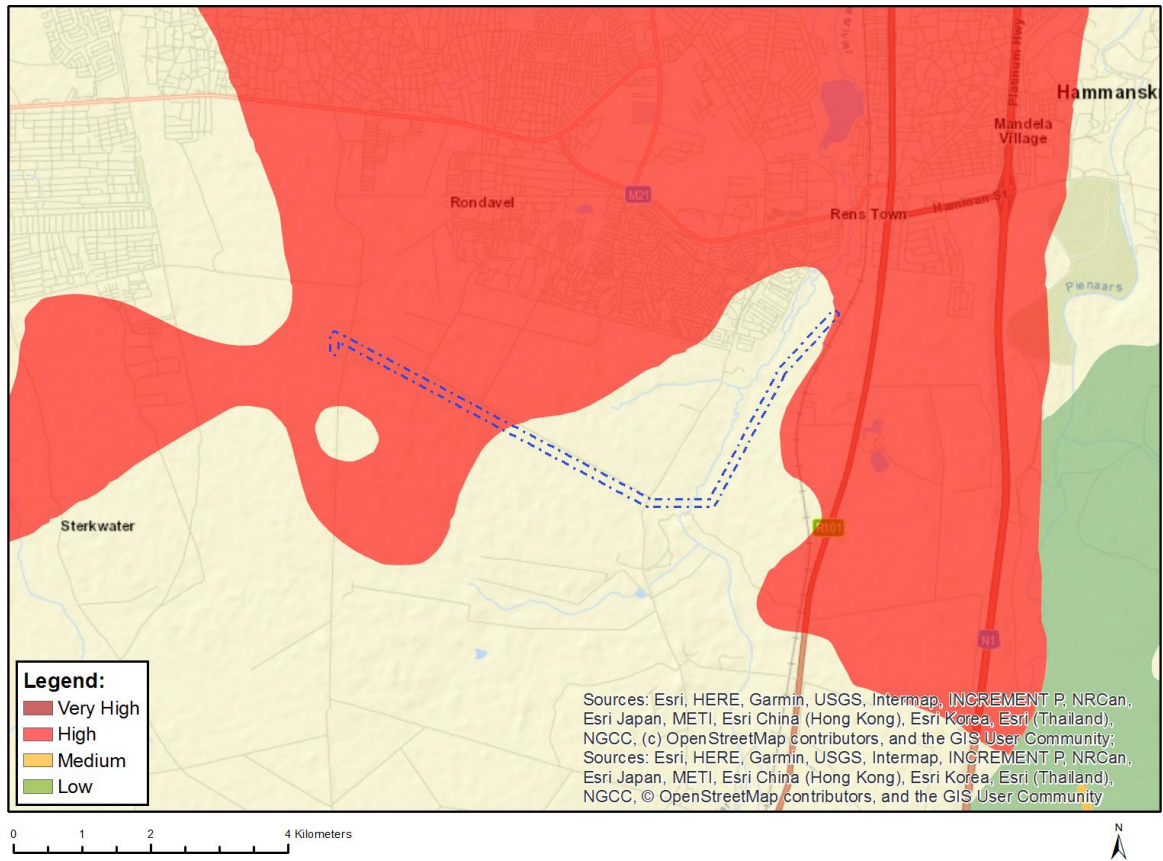 Platinum Hwy
Hammansk
Mandela
Village
Rondavel
M21
Rens Town
Hamman St
Pienaars
Sterkwater
R101
N1
Legend:
Very High
High
Medium
Low
Sources: Esri, HERE, Garmin, USGS, Intermap, INCREMENT P, NRCan,
Esri Japan, METI, Esri China (Hong Kong), Esri Korea, Esri (Thailand),
NGCC, (c) OpenStreetMap contributors, and the GIS User Community;
Sources: Esri, HERE, Garmin, USGS, Intermap, INCREMENT P, NRCan,
Esri Japan, METI, Esri China (Hong Kong), Esri Korea, Esri (Thailand),
NGCC, © OpenStreetMap contributors, and the GIS User Community
0 1 2 4 Kilometers
N